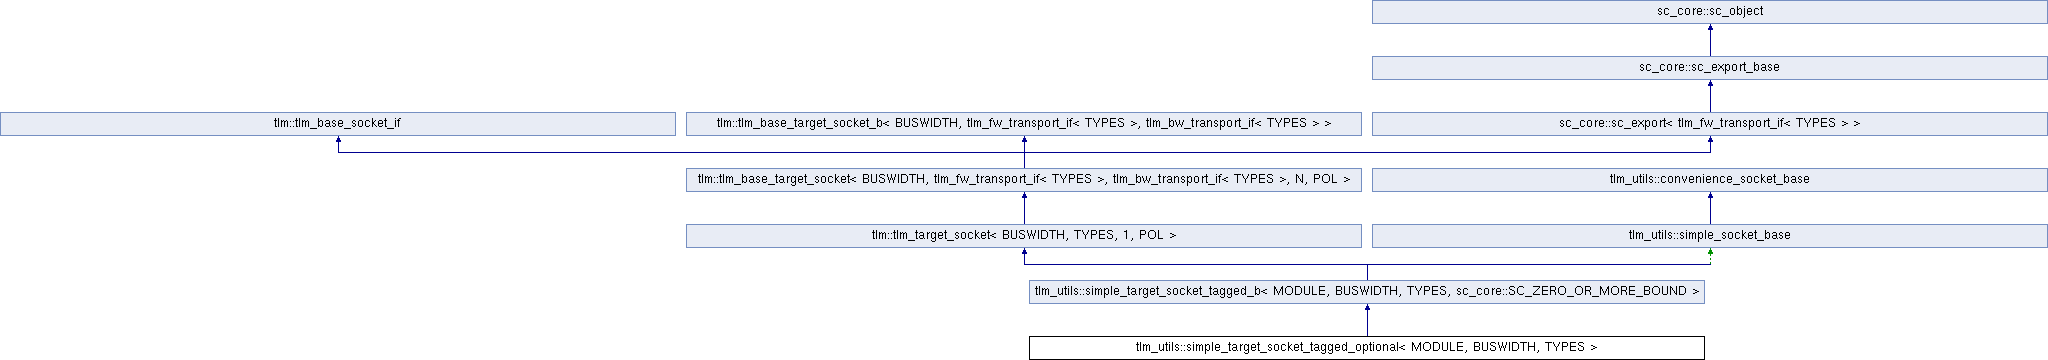 sc_core::sc_object
sc_core::sc_export_base
tlm::tlm_base_socket_if
tlm::tlm_base_target_socket_b< BUSWIDTH, tlm_fw_transport_if< TYPES >, tlm_bw_transport_if< TYPES > >
sc_core::sc_export< tlm_fw_transport_if< TYPES > >
tlm::tlm_base_target_socket< BUSWIDTH, tlm_fw_transport_if< TYPES >, tlm_bw_transport_if< TYPES >, N, POL >
tlm_utils::convenience_socket_base
tlm::tlm_target_socket< BUSWIDTH, TYPES, 1, POL >
tlm_utils::simple_socket_base
tlm_utils::simple_target_socket_tagged_b< MODULE, BUSWIDTH, TYPES, sc_core::SC_ZERO_OR_MORE_BOUND >
tlm_utils::simple_target_socket_tagged_optional< MODULE, BUSWIDTH, TYPES >